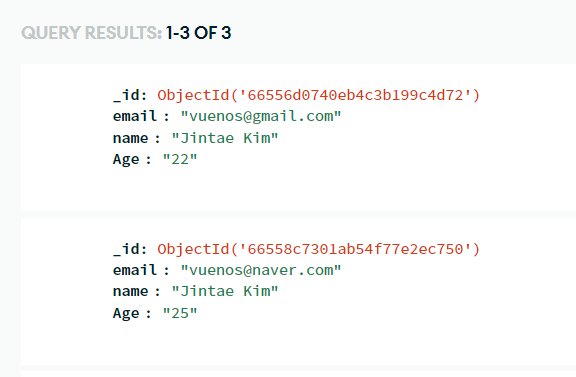 QUERY RESULTS: 1-3 OF 3
_id: ObjectId('66556d0740eb4c3b199c4d72')
email : "vuenos@gmail.com"
name : "Jintae Kim"
Age : "22"
_id: ObjectId('66558c7301ab54f77e2ec750')
email : "vuenos@naver.com"
name : "Jintae Kim"
Age : "25"